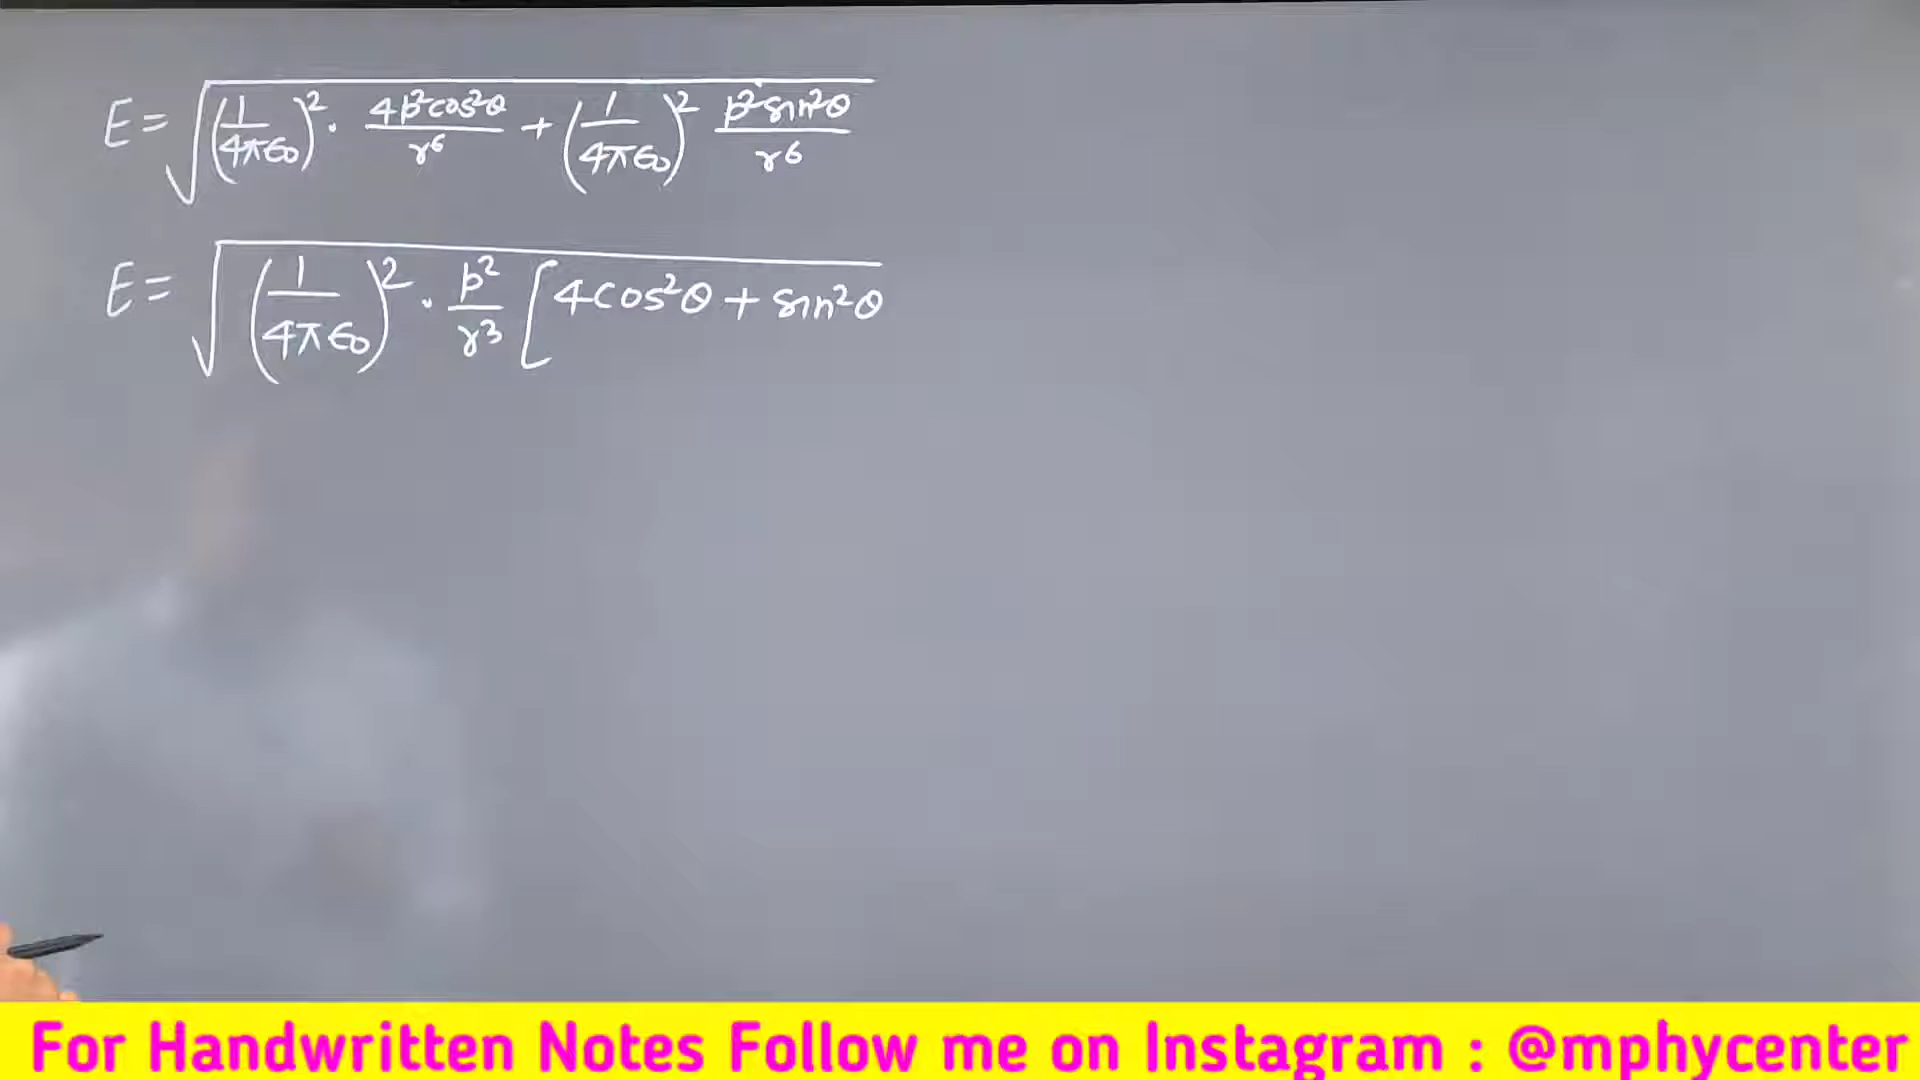 E = √((1/4πϵ₀)² · 4p²cos²θ/r⁶ + (1/4πϵ₀)² p²sin²θ/r⁶)
E = √((1/4πϵ₀)² · p²/r³ [4cos²θ + sin²θ
For Handwritten Notes Follow me on Instagram : @mphycenter